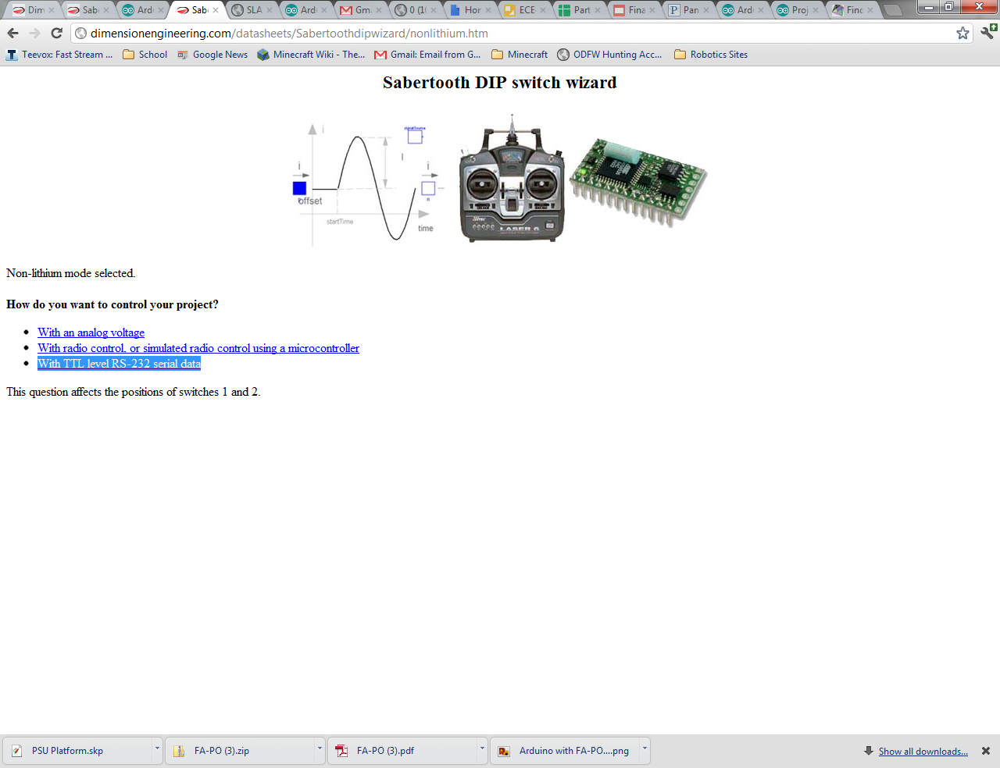 Dim Sab Ard Sab SLA Ard Gm 0 (1 Hor ECE Part Fina Pan Ard Proj Finc
dimensionengineering.com/datasheets/Sabertoothdipwizard/nonlithium.htm
Teevox: Fast Stream ... School Google News Minecraft Wiki - The... Gmail: Email from G... Minecraft ODFW Hunting Acc... Robotics Sites
Sabertooth DIP switch wizard
i
i
i
offset
startTime
time
n
LASER 6
Non-lithium mode selected.
How do you want to control your project?
With an analog voltage
With radio control, or simulated radio control using a microcontroller
With TTL level RS-232 serial data
This question affects the positions of switches 1 and 2.
PSU Platform.skp FA-PO (3).zip FA-PO (3).pdf Arduino with FA-PO....png Show all downloads...